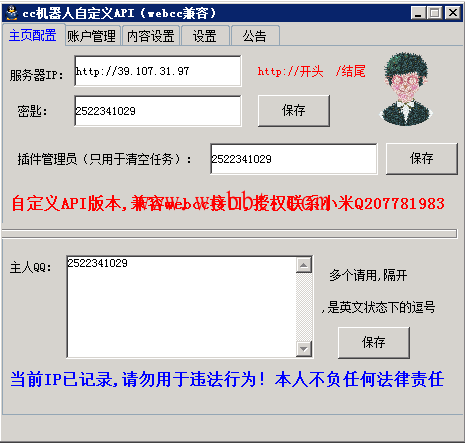 cc机器人自定义API（webcc兼容）
主页配置 账户管理 内容设置 设置 公告
服务器IP： http://39.107.31.97 http://开头 /结尾
密匙： 2522341029 保存
插件管理员（只用于清空任务）： 2522341029 保存
自定义API版本,兼容webcc接口,授权联系小米Q207781983
主人QQ： 2522341029
多个请用,隔开
,是英文状态下的逗号
保存
当前IP已记录,请勿用于违法行为！本人不负任何法律责任